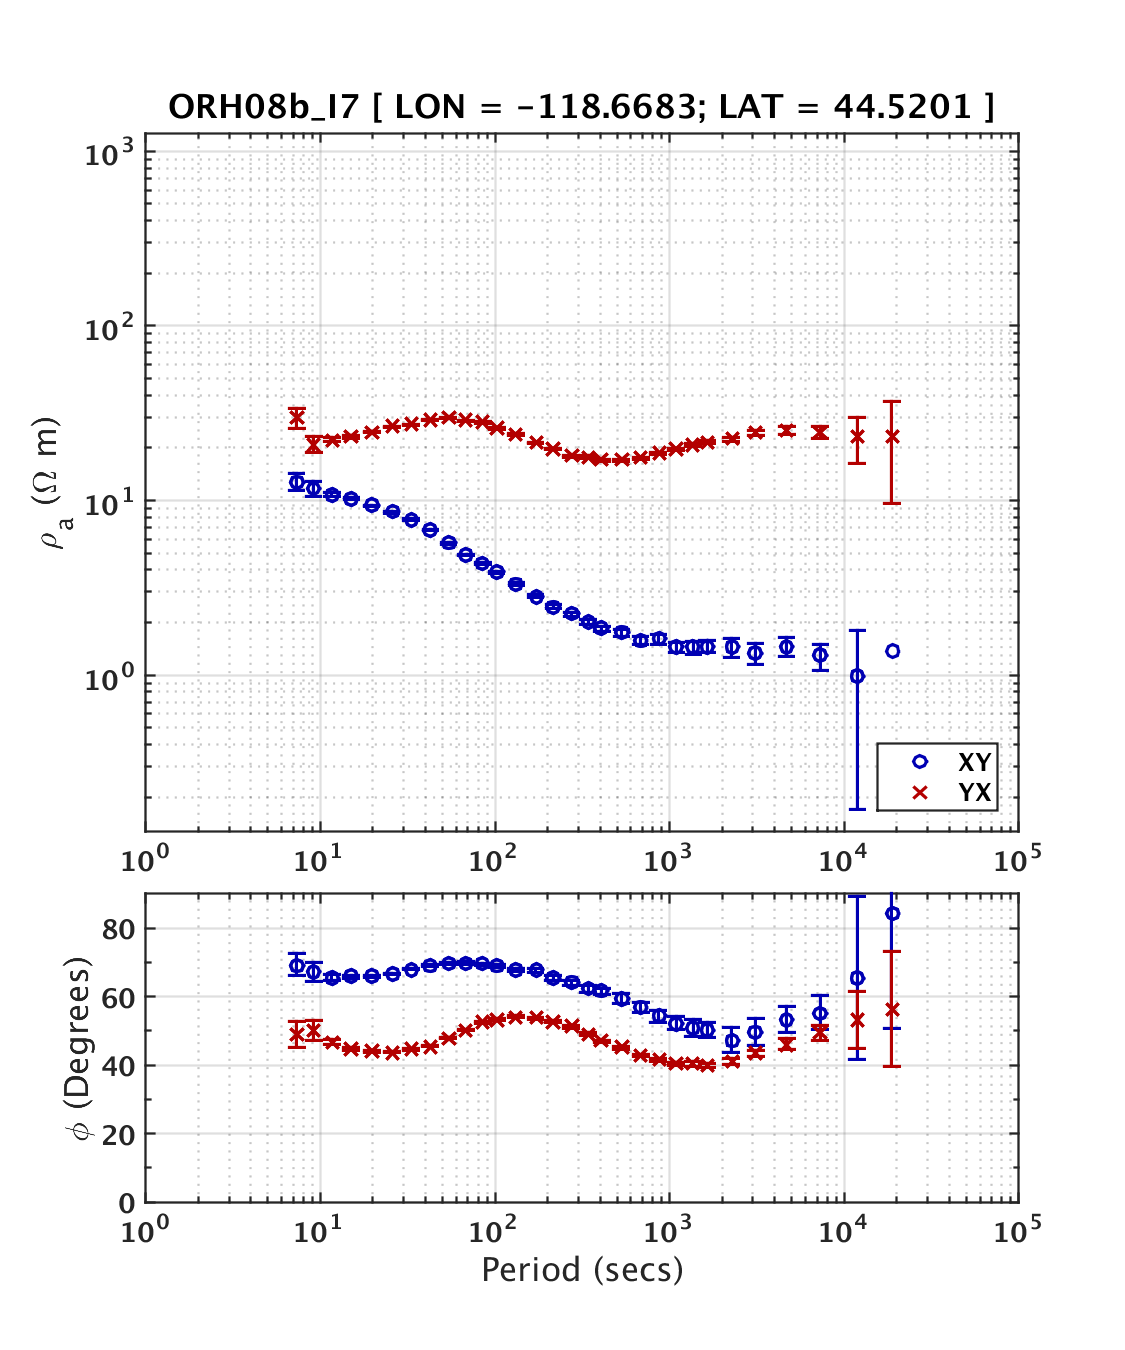 ORH08b_I7 [ LON = -118.6683; LAT = 44.5201 ]
10^3
10^2
10^1
10^0
ρ_a (Ω m)
XY
YX
10^0 10^1 10^2 10^3 10^4 10^5
80
60
40
20
0
ϕ (Degrees)
10^0 10^1 10^2 10^3 10^4 10^5
Period (secs)